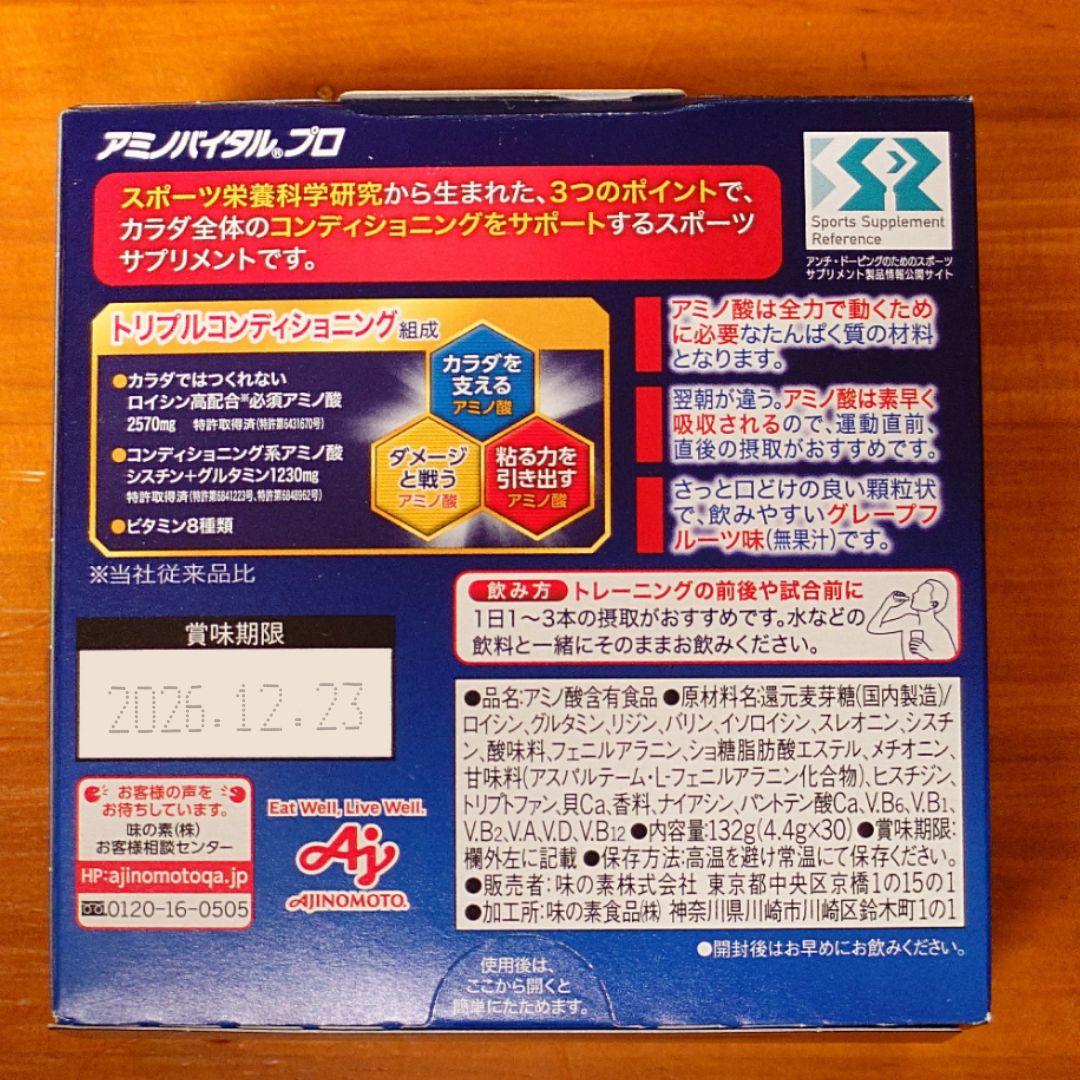 アミノバイタル®プロ
スポーツ栄養科学研究から生まれた、3つのポイントで、
カラダ全体のコンディショニングをサポートするスポーツ
サプリメントです。
Sports Supplement
Reference
アンチ・ドーピングのためのスポーツ
サプリメント製品情報公開サイト
トリプルコンディショニング組成
●カラダではつくれない
ロイシン高配合※必須アミノ酸
2570mg 特許取得済(特許第6431670号)
●コンディショニング系アミノ酸
シスチン+グルタミン1230mg
特許取得済(特許第6841223号、特許第6848962号)
●ビタミン8種類
カラダを
支える
アミノ酸
ダメージ
と戦う
アミノ酸
粘る力を
引き出す
アミノ酸
※当社従来品比
アミノ酸は全力で動くため
に必要なたんぱく質の材料
となります。
翌朝が違う。アミノ酸は素早く
吸収されるので、運動直前、
直後の摂取がおすすめです。
さっと口どけの良い顆粒状
で、飲みやすいグレープフ
ルーツ味(無果汁)です。
飲み方 トレーニングの前後や試合前に
1日1~3本の摂取がおすすめです。水などの
飲料と一緒にそのままお飲みください。
賞味期限
2026.12.23
●品名:アミノ酸含有食品 ●原材料名:還元麦芽糖(国内製造)/
ロイシン、グルタミン、リジン、バリン、イソロイシン、スレオニン、シスチ
ン、酸味料、フェニルアラニン、ショ糖脂肪酸エステル、メチオニン、
甘味料(アスパルテーム・L-フェニルアラニン化合物)、ヒスチジン、
トリプトファン、貝Ca、香料、ナイアシン、パントテン酸Ca、V.B6、V.B1、
V.B2、V.A、V.D、V.B12 ●内容量:132g(4.4g×30) ●賞味期限:
欄外左に記載 ●保存方法:高温を避け常温にて保存ください。
●販売者:味の素株式会社 東京都中央区京橋1の15の1
●加工所:味の素食品㈱ 神奈川県川崎市川崎区鈴木町1の1
●開封後はお早めにお飲みください。
お客様の声を
お待ちしています。
味の素(株)
お客様相談センター
HP:ajinomotoqa.jp
0120-16-0505
Eat Well, Live Well.
Aj
AJINOMOTO.
使用後は、
ここから開くと
簡単にたためます。